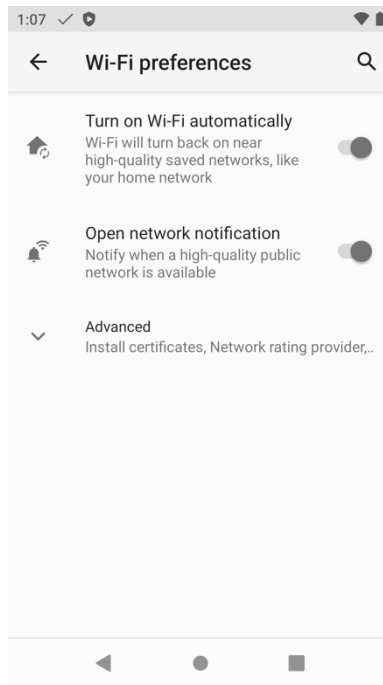 1:07
Wi-Fi preferences
Turn on Wi-Fi automatically
Wi-Fi will turn back on near
high-quality saved networks, like
your home network
Open network notification
Notify when a high-quality public
network is available
Advanced
Install certificates, Network rating provider,..